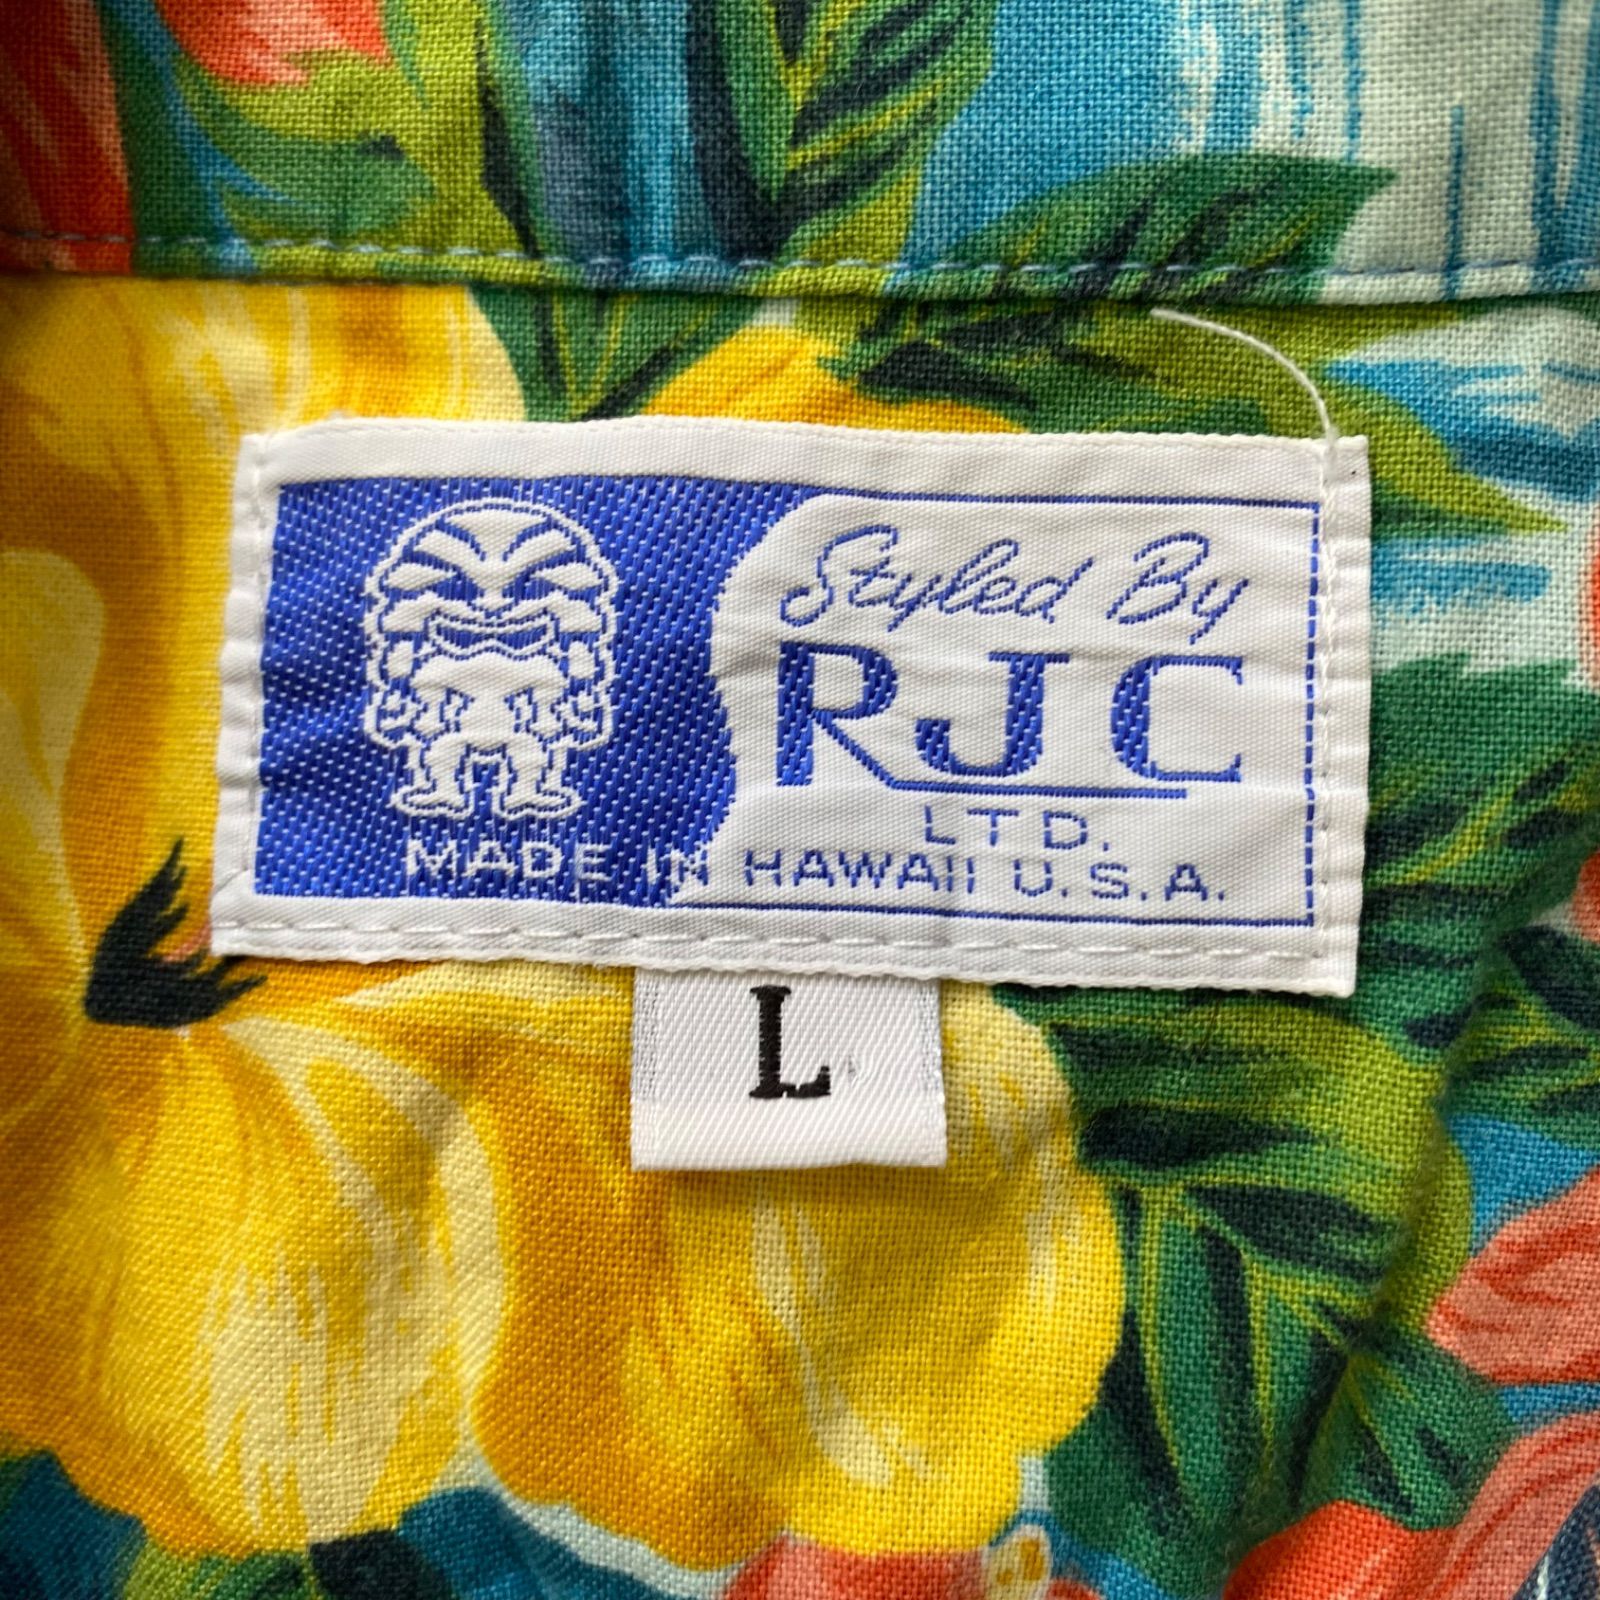 Styled By
RJC
LTD.
MADE IN HAWAII U.S.A.
L